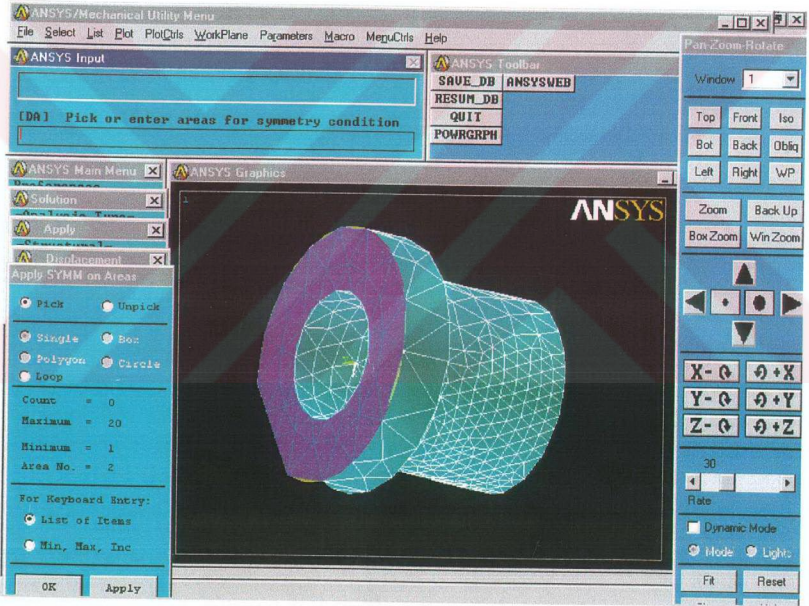 ANSYS/Mechanical Utility Menu
File Select List Plot PlotCtrls WorkPlane Parameters Macro MenuCtrls Help
ANSYS Input
[DA] Pick or enter areas for symmetry condition
ANSYS Toolbar
SAVE_DB ANSYSWEB
RESUM_DB
QUIT
POWRGRPH
ANSYS Main Menu
Preferences
Solution
-Analysis Type-
Apply
-Structural-
Displacement
Apply SYMM on Areas
Pick Unpick
Single Box
Polygon Circle
Loop
Count = 0
Maximum = 20
Minimum = 1
Area No. = 2
For Keyboard Entry:
List of Items
Min, Max, Inc
OK Apply
ANSYS Graphics
1
ANSYS
Pan-Zoom-Rotate
Window 1
Top Front Iso
Bot Back Obliq
Left Right WP
Zoom Back Up
Box Zoom Win Zoom
X- +X
Y- +Y
Z- +Z
30
Rate
Dynamic Mode
Model Lights
Fit Reset